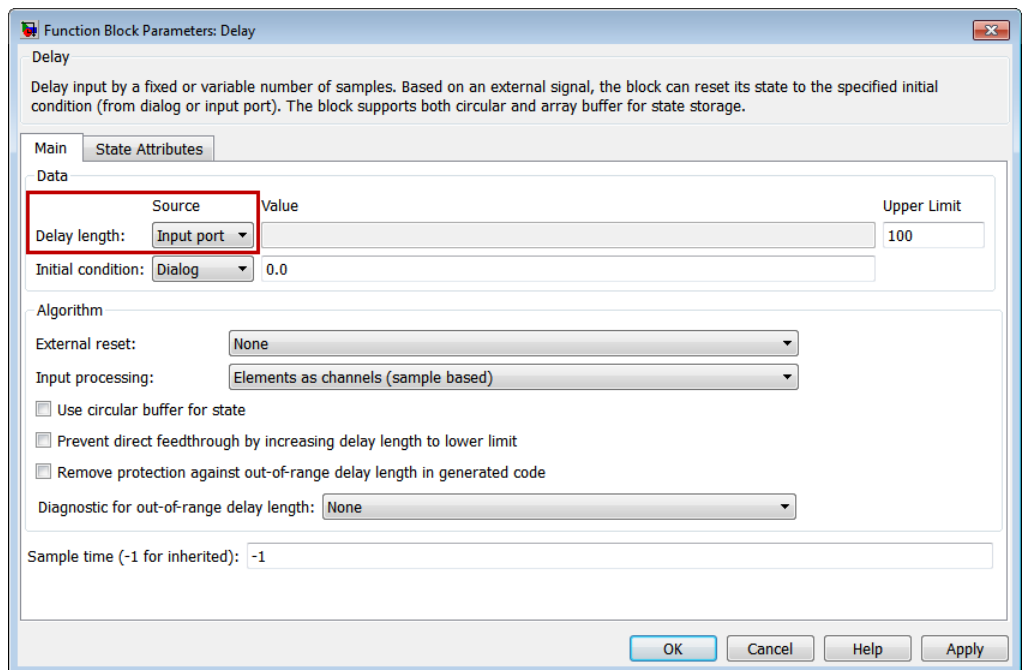 Function Block Parameters: Delay
Delay
Delay input by a fixed or variable number of samples. Based on an external signal, the block can reset its state to the specified initial
condition (from dialog or input port). The block supports both circular and array buffer for state storage.
Main State Attributes
Data
Source Value Upper Limit
Delay length: Input port 100
Initial condition: Dialog 0.0
Algorithm
External reset: None
Input processing: Elements as channels (sample based)
Use circular buffer for state
Prevent direct feedthrough by increasing delay length to lower limit
Remove protection against out-of-range delay length in generated code
Diagnostic for out-of-range delay length: None
Sample time (-1 for inherited): -1
OK Cancel Help Apply